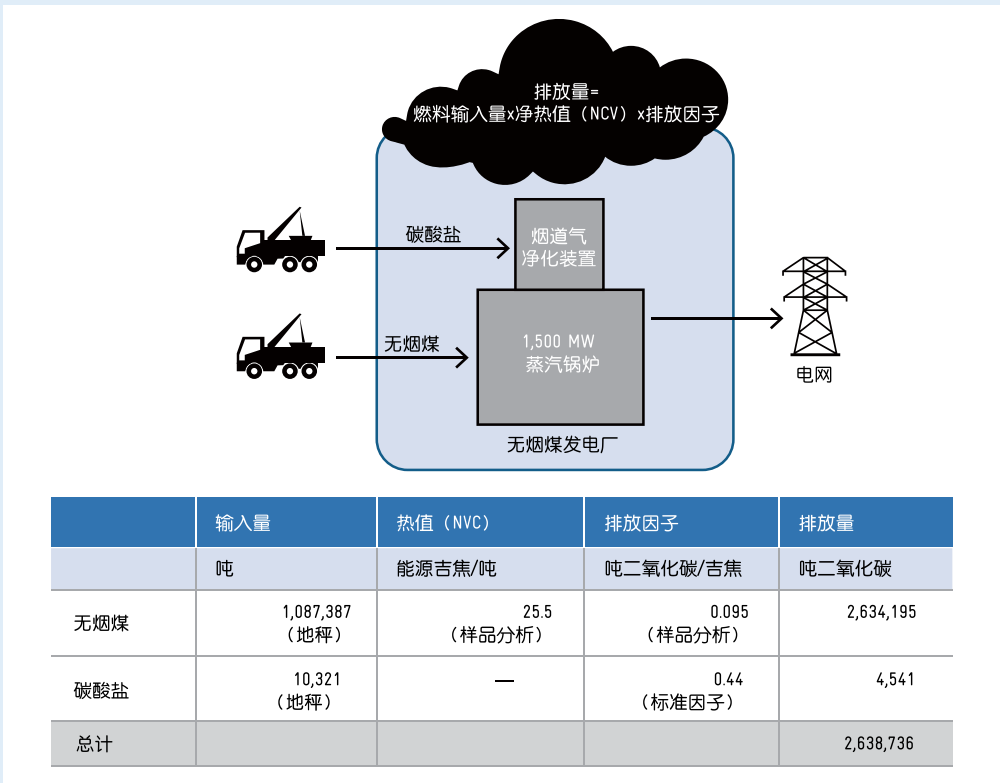 排放量=
燃料输入量x净热值（NCV）x排放因子
碳酸盐
烟道气
净化装置
无烟煤
1,500 MW
蒸汽锅炉
电网
无烟煤发电厂
输入量 热值（NVC） 排放因子 排放量
吨 能源吉焦/吨 吨二氧化碳/吉焦 吨二氧化碳
无烟煤 1,087,387 25.5 0.095 2,634,195
（地秤） （样品分析） （样品分析）
碳酸盐 10,321 — 0.44 4,541
（地秤） （标准因子）
总计 2,638,736